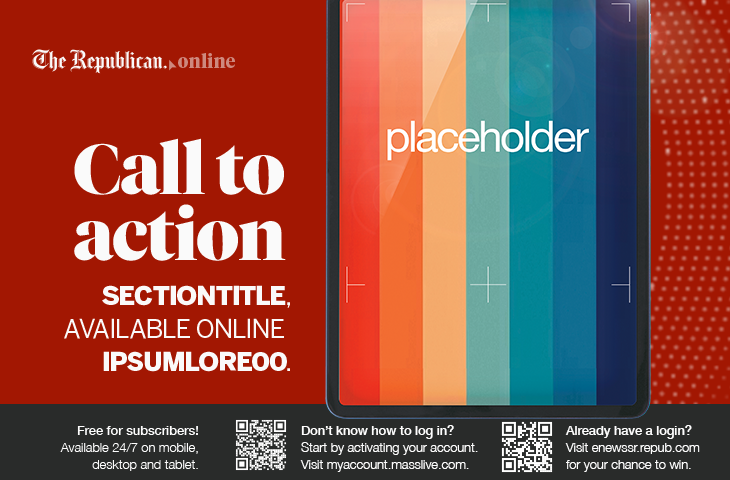 The Republican. online
placeholder
Call to
action
SECTIONTITLE,
AVAILABLE ONLINE
IPSUMLOREOO.
Free for subscribers!
Available 24/7 on mobile,
desktop and tablet.
Don't know how to log in?
Start by activating your account.
Visit myaccount.masslive.com.
Already have a login?
Visit enewssr.repub.com
for your chance to win.